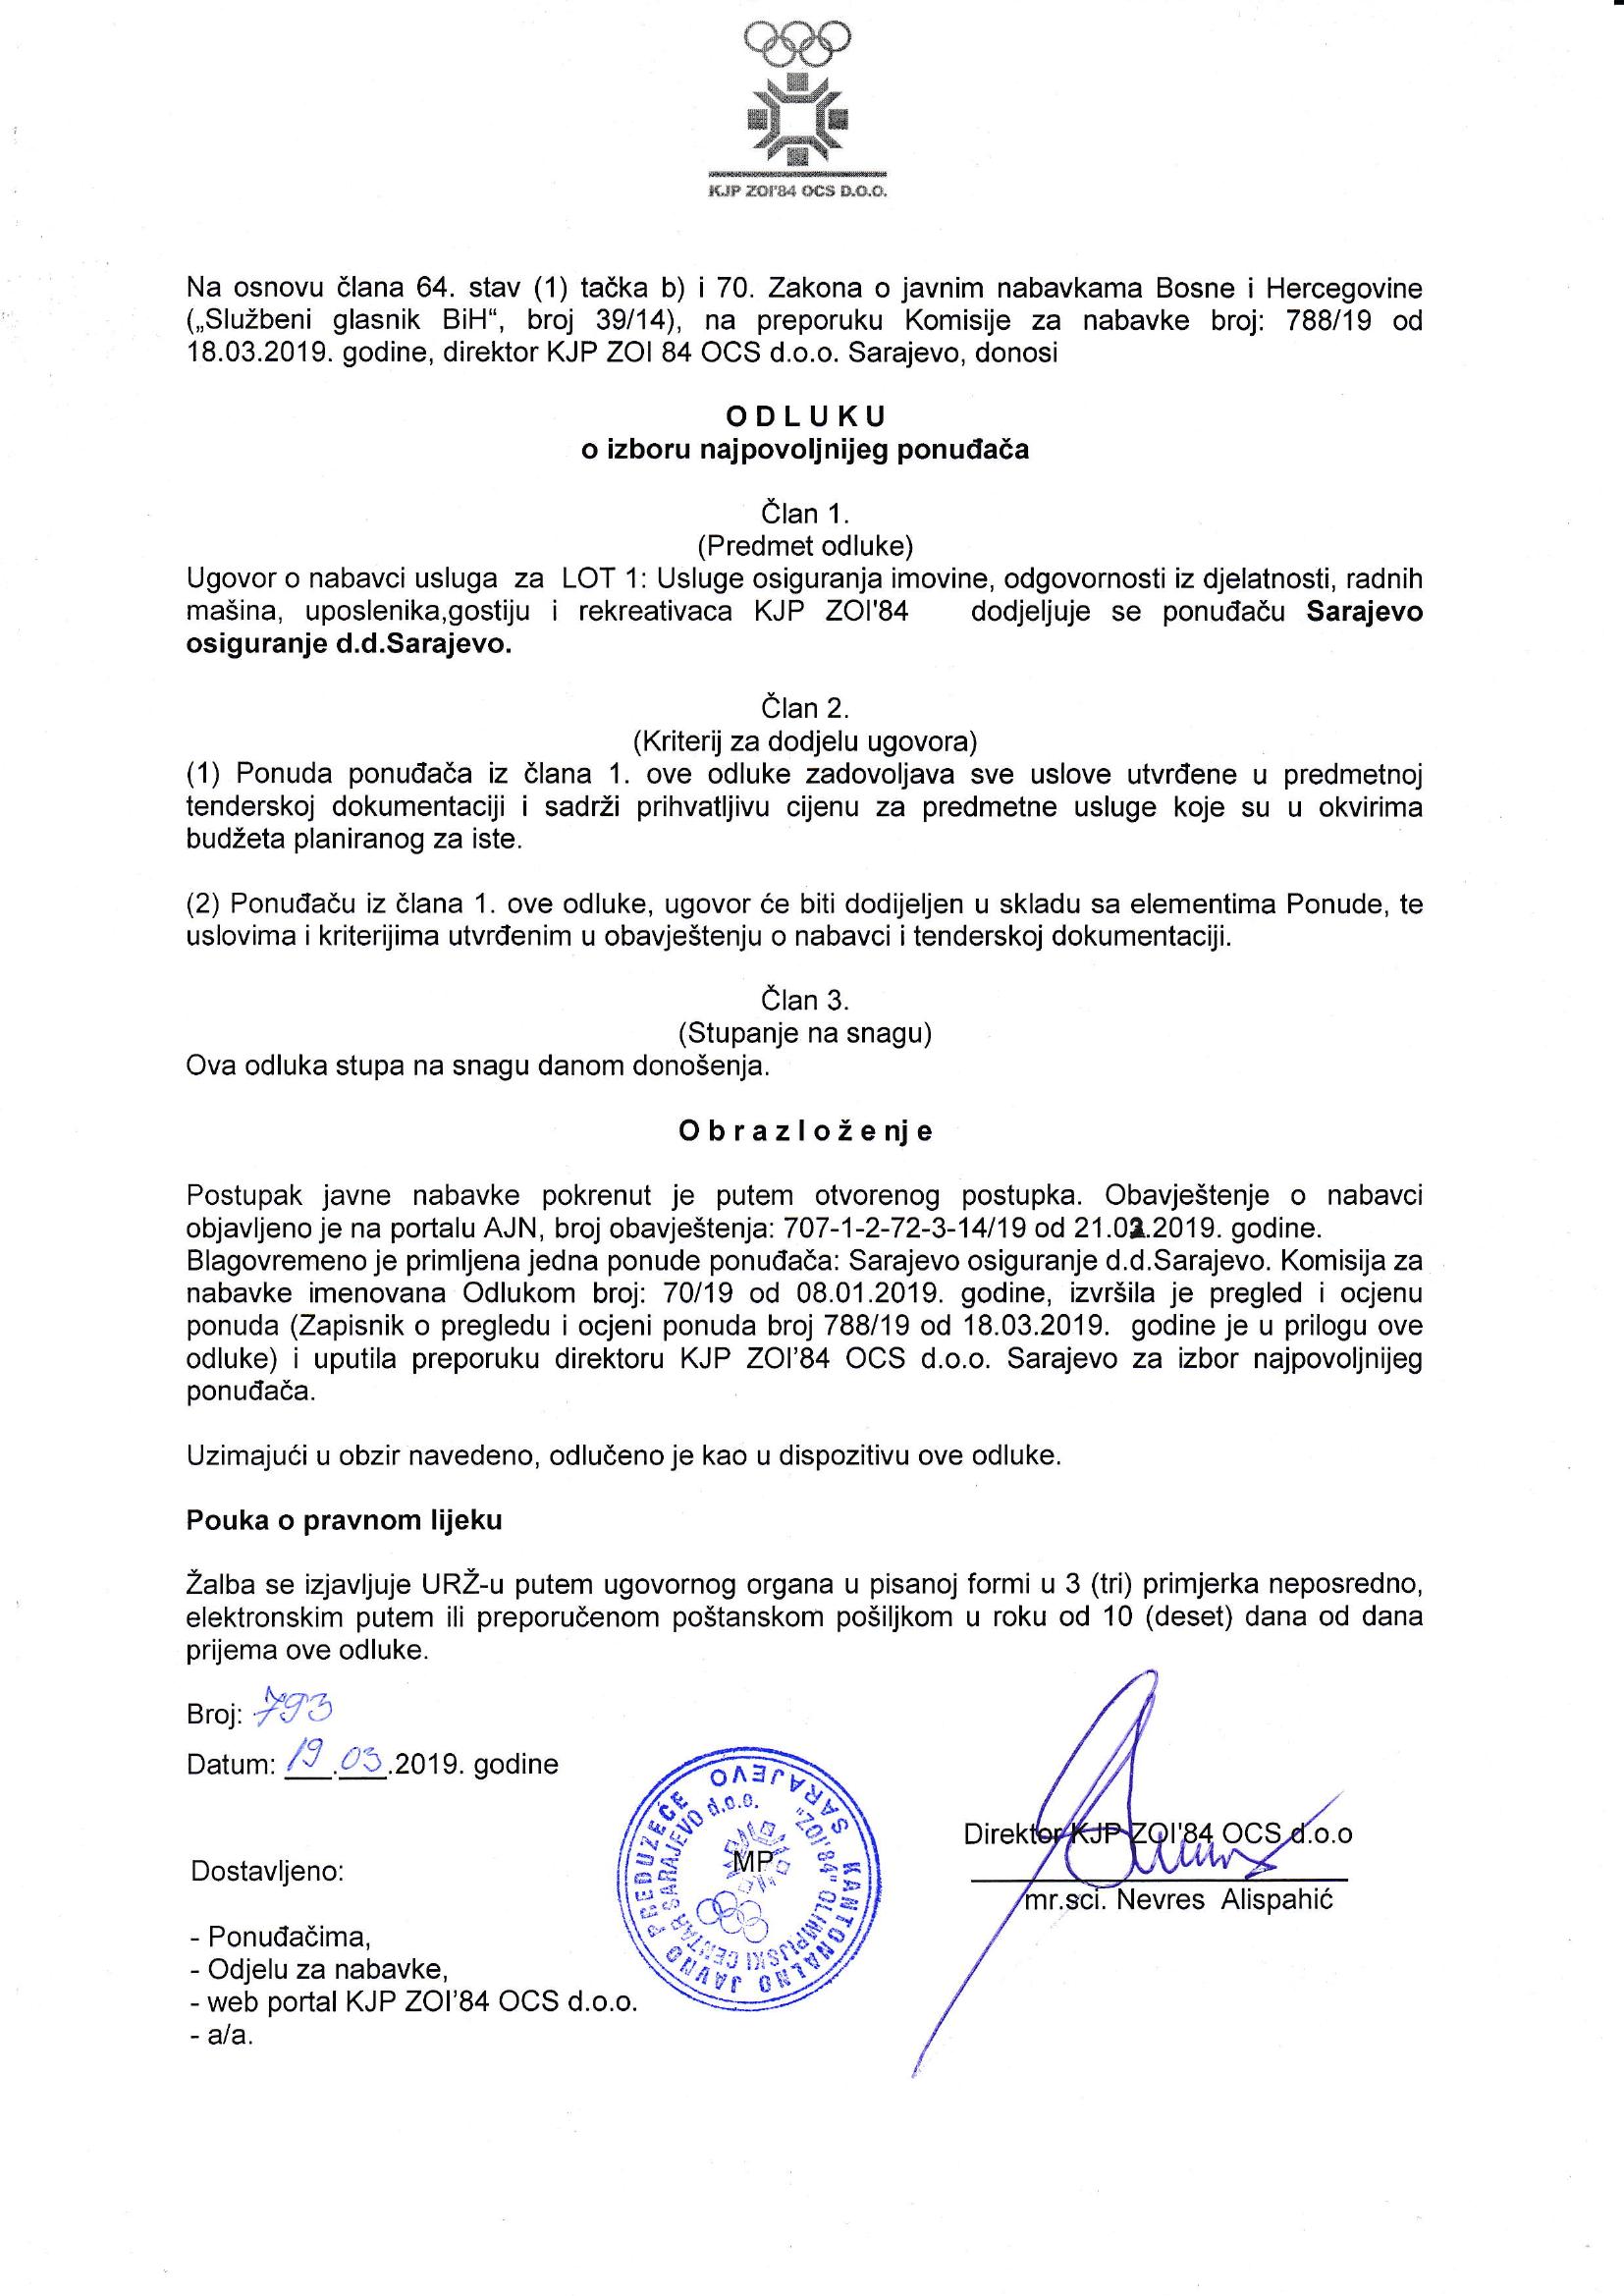 KJP ZOI'84 OCS D.O.O.
Na osnovu člana 64. stav (1) tačka b) i 70. Zakona o javnim nabavkama Bosne i Hercegovine
(„Službeni glasnik BiH“, broj 39/14), na preporuku Komisije za nabavke broj: 788/19 od
18.03.2019. godine, direktor KJP ZOI 84 OCS d.o.o. Sarajevo, donosi
O D L U K U
o izboru najpovoljnijeg ponuđača
Član 1.
(Predmet odluke)
Ugovor o nabavci usluga za LOT 1: Usluge osiguranja imovine, odgovornosti iz djelatnosti, radnih
mašina, uposlenika,gostiju i rekreativaca KJP ZOI'84 dodjeljuje se ponuđaču Sarajevo
osiguranje d.d.Sarajevo.
Član 2.
(Kriterij za dodjelu ugovora)
(1) Ponuda ponuđača iz člana 1. ove odluke zadovoljava sve uslove utvrđene u predmetnoj
tenderskoj dokumentaciji i sadrži prihvatljivu cijenu za predmetne usluge koje su u okvirima
budžeta planiranog za iste.
(2) Ponuđaču iz člana 1. ove odluke, ugovor će biti dodijeljen u skladu sa elementima Ponude, te
uslovima i kriterijima utvrđenim u obavještenju o nabavci i tenderskoj dokumentaciji.
Član 3.
(Stupanje na snagu)
Ova odluka stupa na snagu danom donošenja.
O b r a z l o ž e nj e
Postupak javne nabavke pokrenut je putem otvorenog postupka. Obavještenje o nabavci
objavljeno je na portalu AJN, broj obavještenja: 707-1-2-72-3-14/19 od godine.
Blagovremeno je primljena jedna ponude ponuđača: Sarajevo osiguranje d.d.Sarajevo. Komisija za
nabavke imenovana Odlukom broj: 70/19 od 08.01.2019. godine, izvršila je pregled i ocjenu
ponuda (Zapisnik o pregledu i ocjeni ponuda broj 788/19 od 18.03.2019. godine je u prilogu ove
odluke) i uputila preporuku direktoru KJP ZOI’84 OCS d.o.o. Sarajevo za izbor najpovoljnijeg
ponuđača.
Uzimajući u obzir navedeno, odlučeno je kao u dispozitivu ove odluke.
Pouka o pravnom lijeku
Žalba se izjavljuje URŽ-u putem ugovornog organa u pisanoj formi u 3 (tri) primjerka neposredno,
elektronskim putem ili preporučenom poštanskom pošiljkom u roku od 10 (deset) dana od dana
prijema ove odluke.
Broj: 793
Datum: 19.03.2019. godine
KANTONALNO JAVNO PREDUZEĆE SARAJEVO
"ZOI'84" OLIMPIJSKI CENTAR SARAJEVO d.o.o.
MP
Direktor KJP ZOI'84 OCS d.o.o
mr.sci. Nevres Alispahić
Dostavljeno:
- Ponuđačima,
- Odjelu za nabavke,
- web portal KJP ZOI’84 OCS d.o.o.
- a/a.